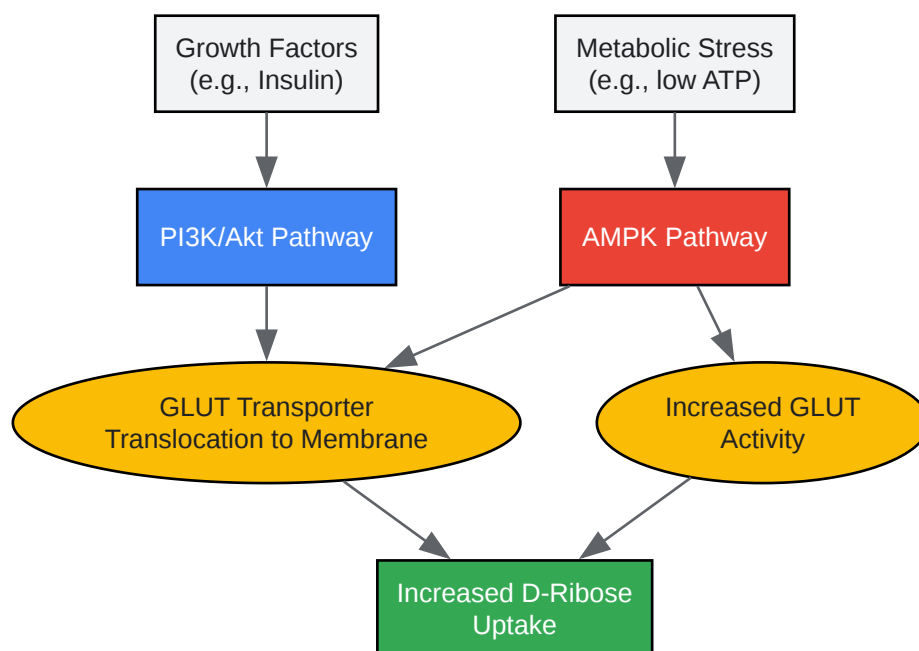 Growth Factors
(e.g., Insulin)
Metabolic Stress
(e.g., low ATP)
PI3K/Akt Pathway
AMPK Pathway
GLUT Transporter
Translocation to Membrane
Increased GLUT
Activity
Increased D-Ribose
Uptake